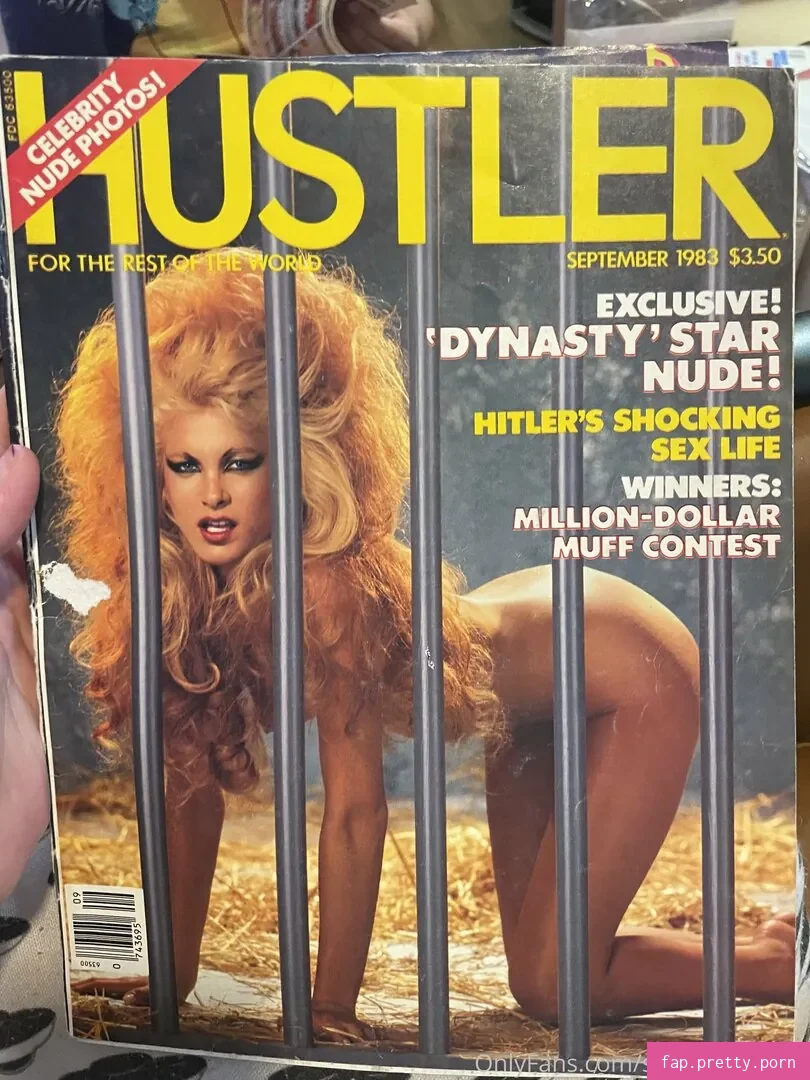 FDC 63500
CELEBRITY
NUDE PHOTOS!
HUSTLER
FOR THE REST OF THE WORLD
SEPTEMBER 1983 $3.50
EXCLUSIVE!
'DYNASTY' STAR
NUDE!
HITLER'S SHOCKING
SEX LIFE
WINNERS:
MILLION-DOLLAR
MUFF CONTEST
09
0
743695
63500
OnlyFans.com/
fap.pretty.porn